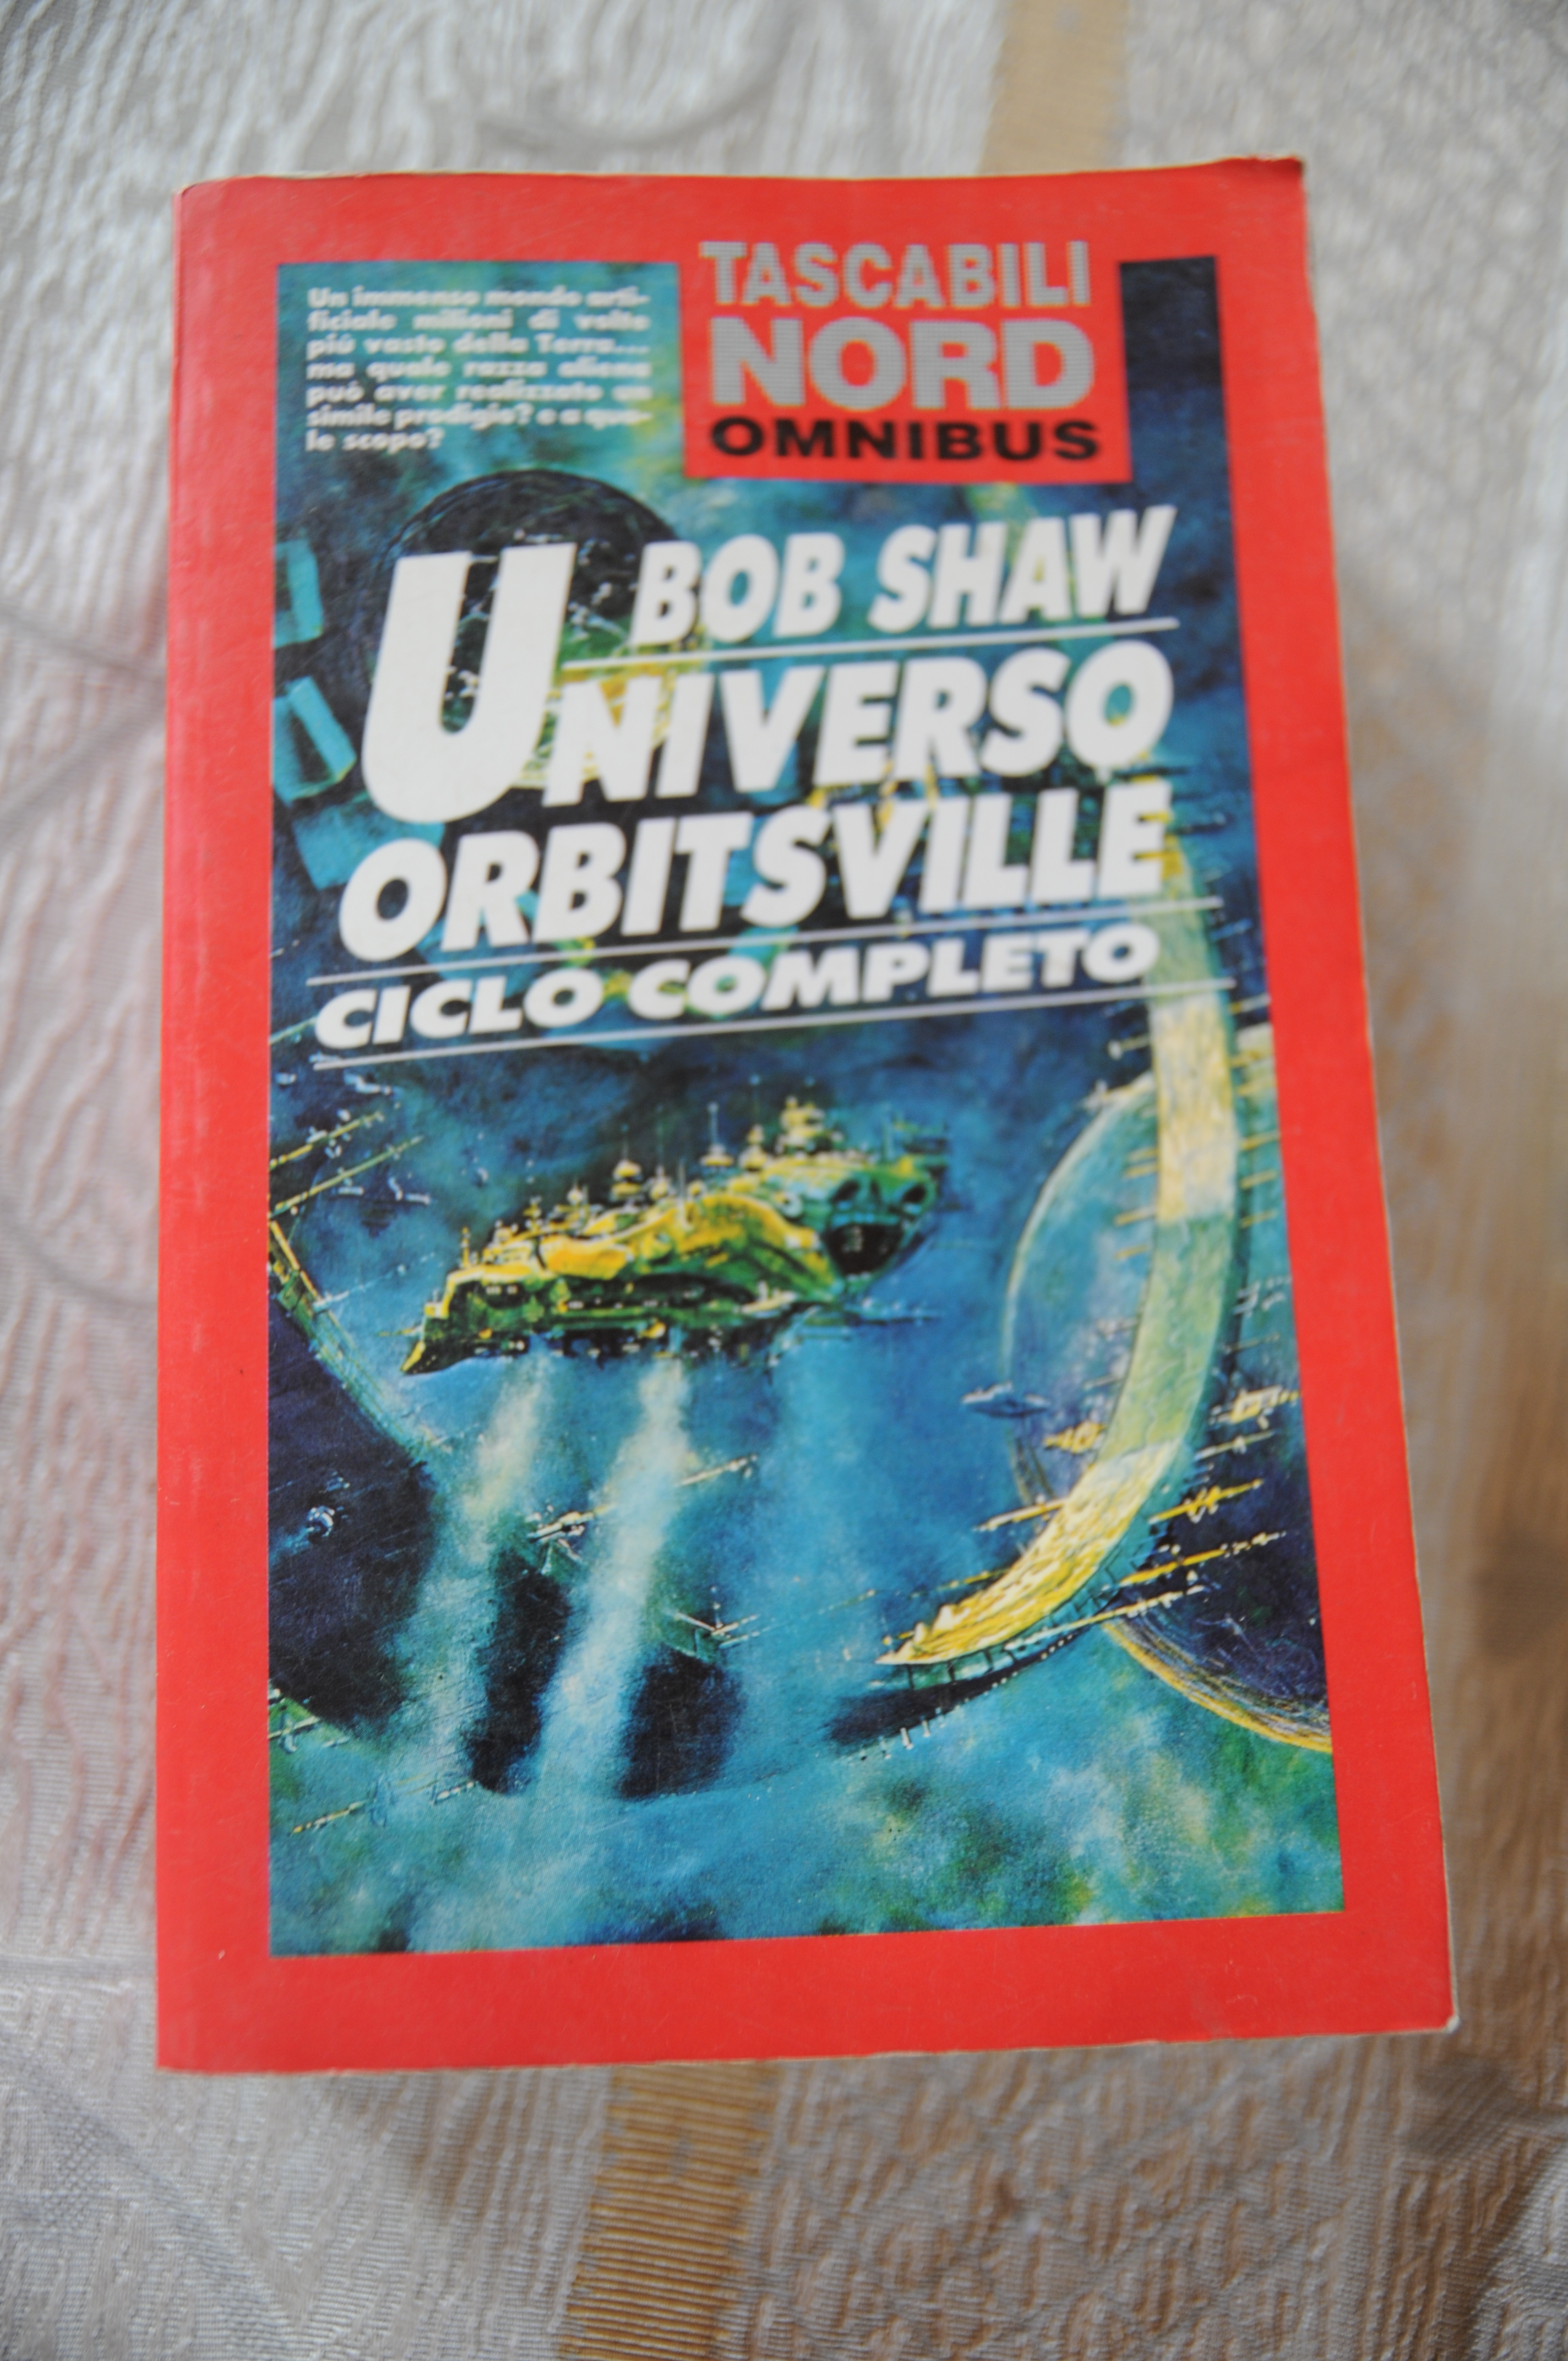 Un immenso mondo arti-
ficiale milioni di volte
più vasto della Terra...
ma quale razza aliena
può aver realizzato un
simile prodigio? e a qua-
le scopo?
TASCABILI
NORD
OMNIBUS
BOB SHAW
UNIVERSO
ORBITSVILLE
CICLO COMPLETO